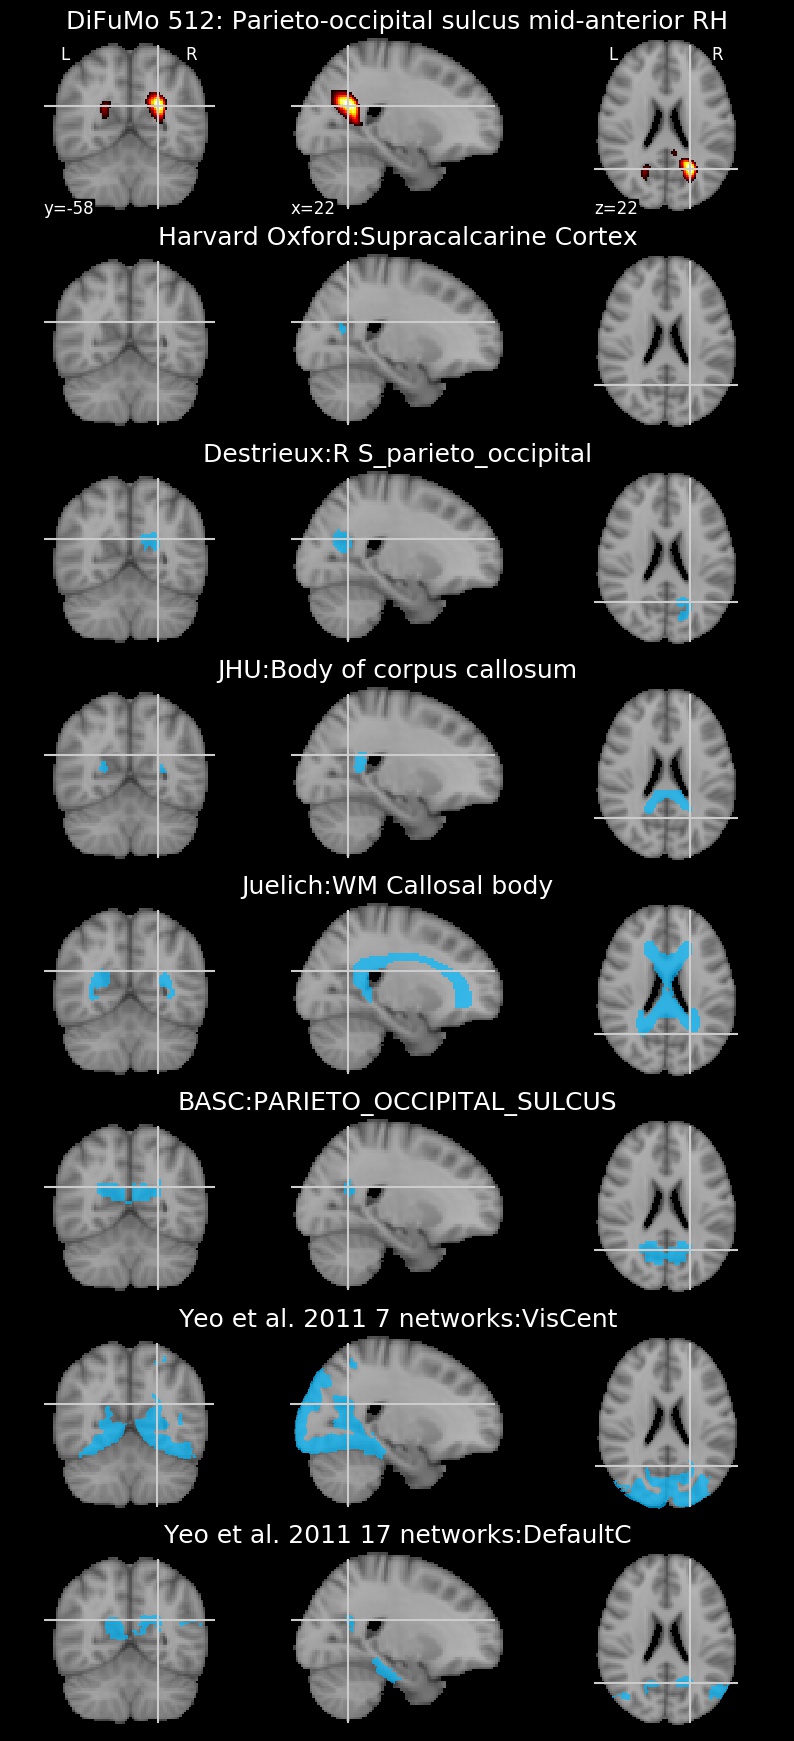 DiFuMo 512: Parieto-occipital sulcus mid-anterior RH
L R L R
y=-58 x=22 z=22
Harvard Oxford:Supracalcarine Cortex
Destrieux:R S_parieto_occipital
JHU:Body of corpus callosum
Juelich:WM Callosal body
BASC:PARIETO_OCCIPITAL_SULCUS
Yeo et al. 2011 7 networks:VisCent
Yeo et al. 2011 17 networks:DefaultC